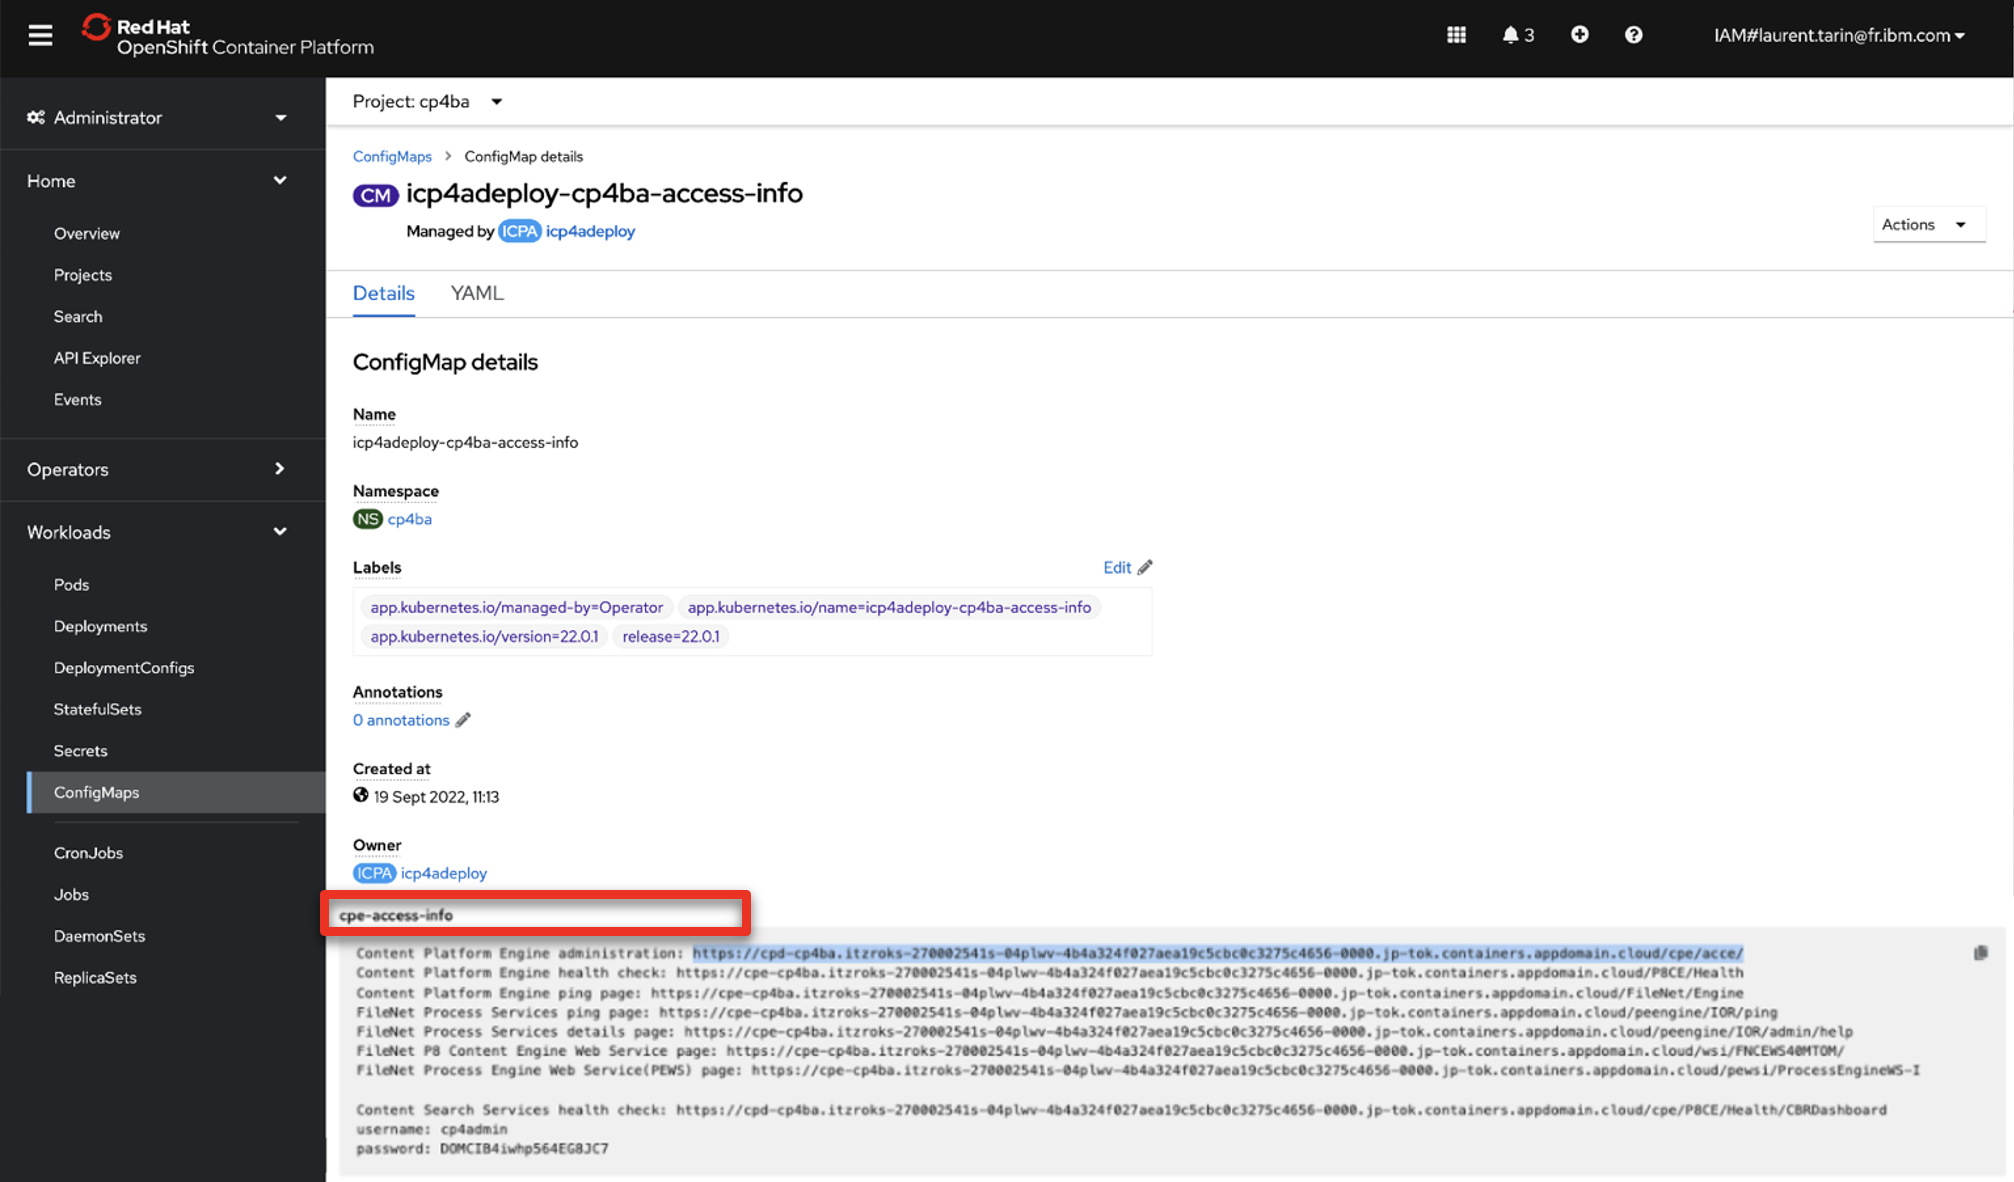 Red Hat
OpenShift Container Platform
3
IAM#laurent.tarin@fr.ibm.com
Administrator
Home
Overview
Projects
Search
API Explorer
Events
Operators
Workloads
Pods
Deployments
DeploymentConfigs
StatefulSets
Secrets
ConfigMaps
CronJobs
Jobs
DaemonSets
ReplicaSets
Project: cp4ba
ConfigMaps > ConfigMap details
CM icp4adeploy-cp4ba-access-info
Managed by ICPA icp4adeploy
Actions
Details YAML
ConfigMap details
Name
icp4adeploy-cp4ba-access-info
Namespace
NS cp4ba
Labels
Edit
app.kubernetes.io/managed-by=Operator app.kubernetes.io/name=icp4adeploy-cp4ba-access-info
app.kubernetes.io/version=22.0.1 release=22.0.1
Annotations
0 annotations
Created at
19 Sept 2022, 11:13
Owner
ICPA icp4adeploy
cpe-access-info
Content Platform Engine administration: https://cpd-cp4ba.itzroks-270002541s-04plwv-4b4a324f027aea19c5cbc0c3275c4656-0000.jp-tok.containers.appdomain.cloud/cpe/acce/
Content Platform Engine health check: https://cpe-cp4ba.itzroks-270002541s-04plwv-4b4a324f027aea19c5cbc0c3275c4656-0000.jp-tok.containers.appdomain.cloud/P8CE/Health
Content Platform Engine ping page: https://cpe-cp4ba.itzroks-270002541s-04plwv-4b4a324f027aea19c5cbc0c3275c4656-0000.jp-tok.containers.appdomain.cloud/FileNet/Engine
FileNet Process Services ping page: https://cpe-cp4ba.itzroks-270002541s-04plwv-4b4a324f027aea19c5cbc0c3275c4656-0000.jp-tok.containers.appdomain.cloud/peengine/IOR/ping
FileNet Process Services details page: https://cpe-cp4ba.itzroks-270002541s-04plwv-4b4a324f027aea19c5cbc0c3275c4656-0000.jp-tok.containers.appdomain.cloud/peengine/IOR/admin/help
FileNet P8 Content Engine Web Service page: https://cpe-cp4ba.itzroks-270002541s-04plwv-4b4a324f027aea19c5cbc0c3275c4656-0000.jp-tok.containers.appdomain.cloud/wsi/FNCEWS40MTOM/
FileNet Process Engine Web Service(PEWS) page: https://cpe-cp4ba.itzroks-270002541s-04plwv-4b4a324f027aea19c5cbc0c3275c4656-0000.jp-tok.containers.appdomain.cloud/pewsi/ProcessEngineWS-I
Content Search Services health check: https://cpd-cp4ba.itzroks-270002541s-04plwv-4b4a324f027aea19c5cbc0c3275c4656-0000.jp-tok.containers.appdomain.cloud/cpe/P8CE/Health/CBRDashboard
username: cp4admin
password: DOMCIB4iwhp564EG8JC7